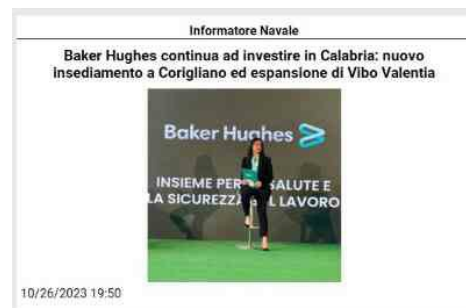 Informatore Navale
Baker Hughes continua ad investire in Calabria: nuovo
insediamento a Corigliano ed espansione di Vibo Valentia
Baker Hughes
INSIEME PER SALUTE E
LA SICUREZZA L LAVORO
10/26/2023 19:50